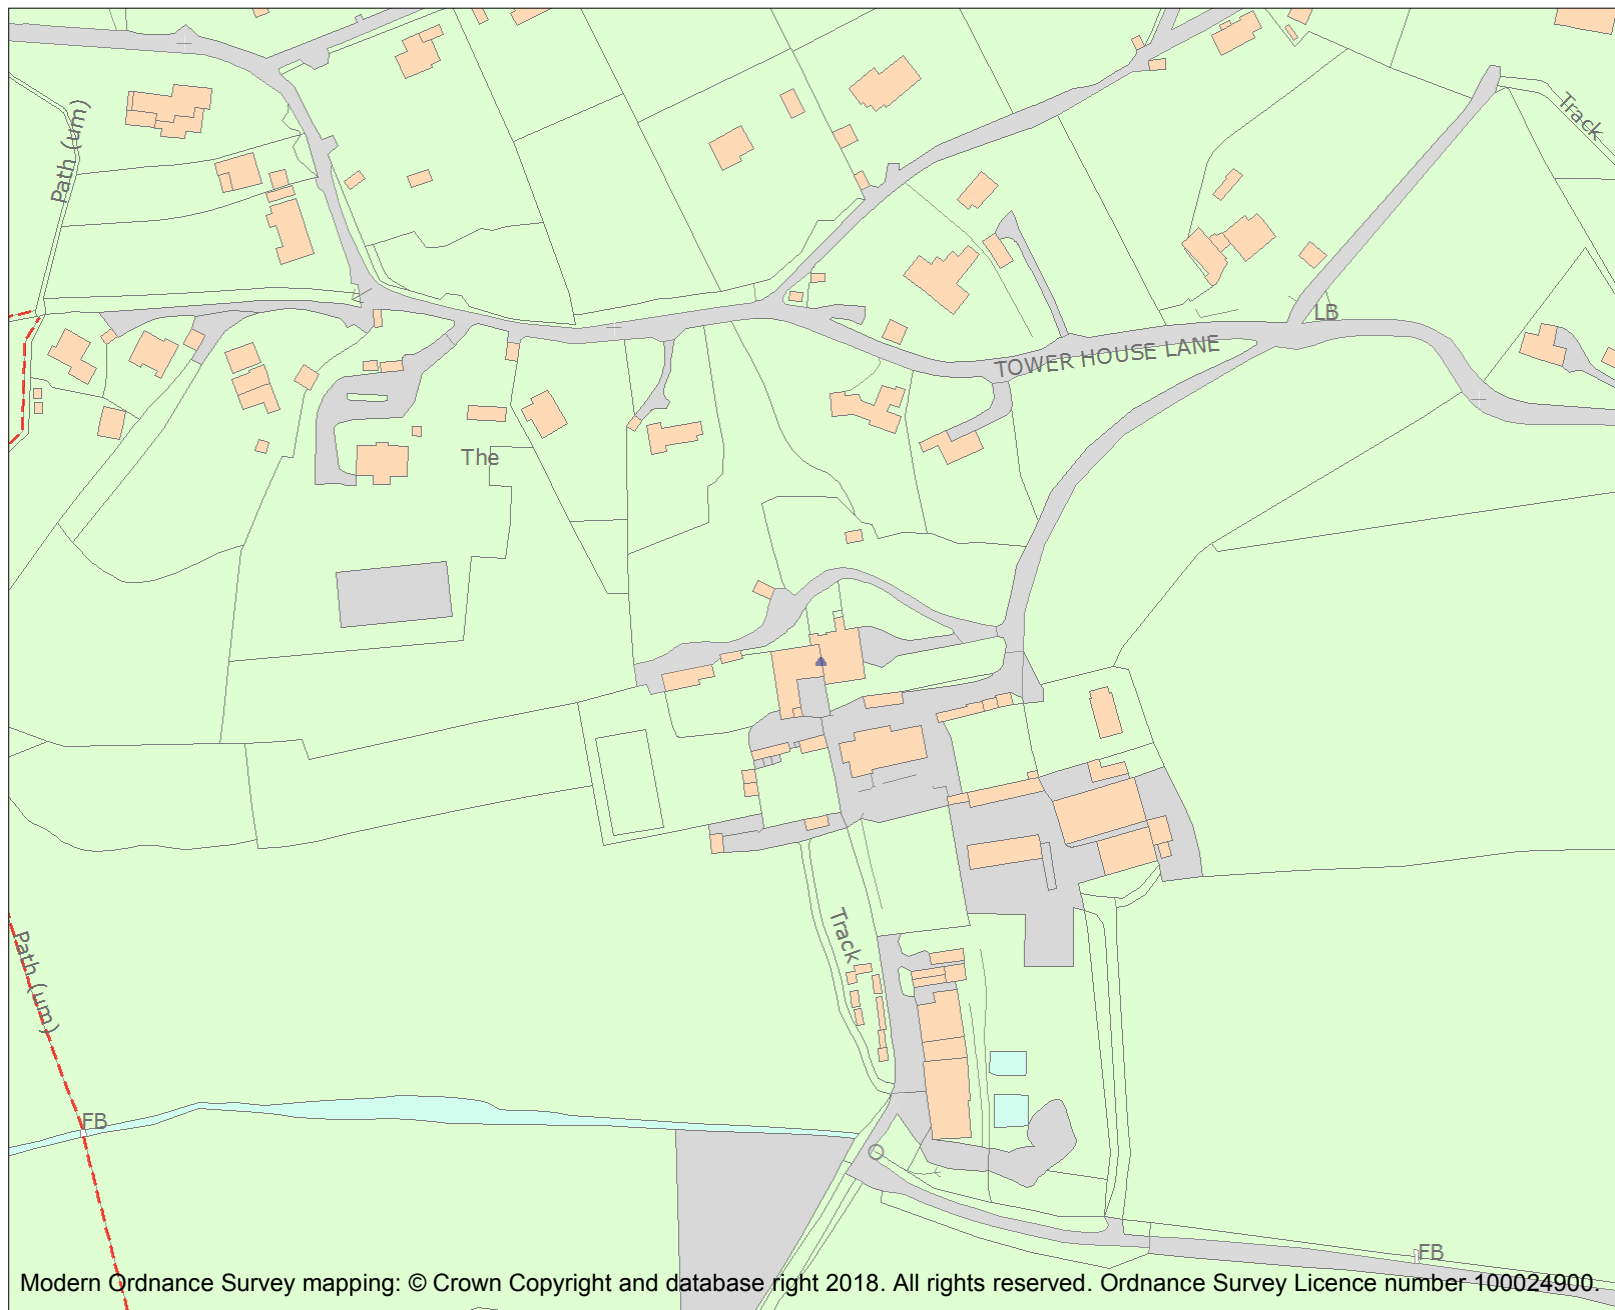 Path (um)
Track
LB
TOWER HOUSE LANE
The
Track
Path (um)
FB
FB
Modern Ordnance Survey mapping: © Crown Copyright and database right 2018. All rights reserved. Ordnance Survey Licence number 100024900.